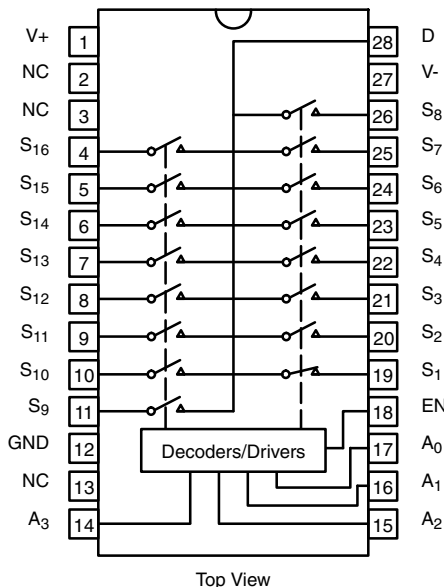 V+ 1 28 D
NC 2 27 V-
NC 3 26 S8
S16 4 25 S7
S15 5 24 S6
S14 6 23 S5
S13 7 22 S4
S12 8 21 S3
S11 9 20 S2
S10 10 19 S1
S9 11 18 EN
GND 12 Decoders/Drivers 17 A0
NC 13 16 A1
A3 14 15 A2
Top View